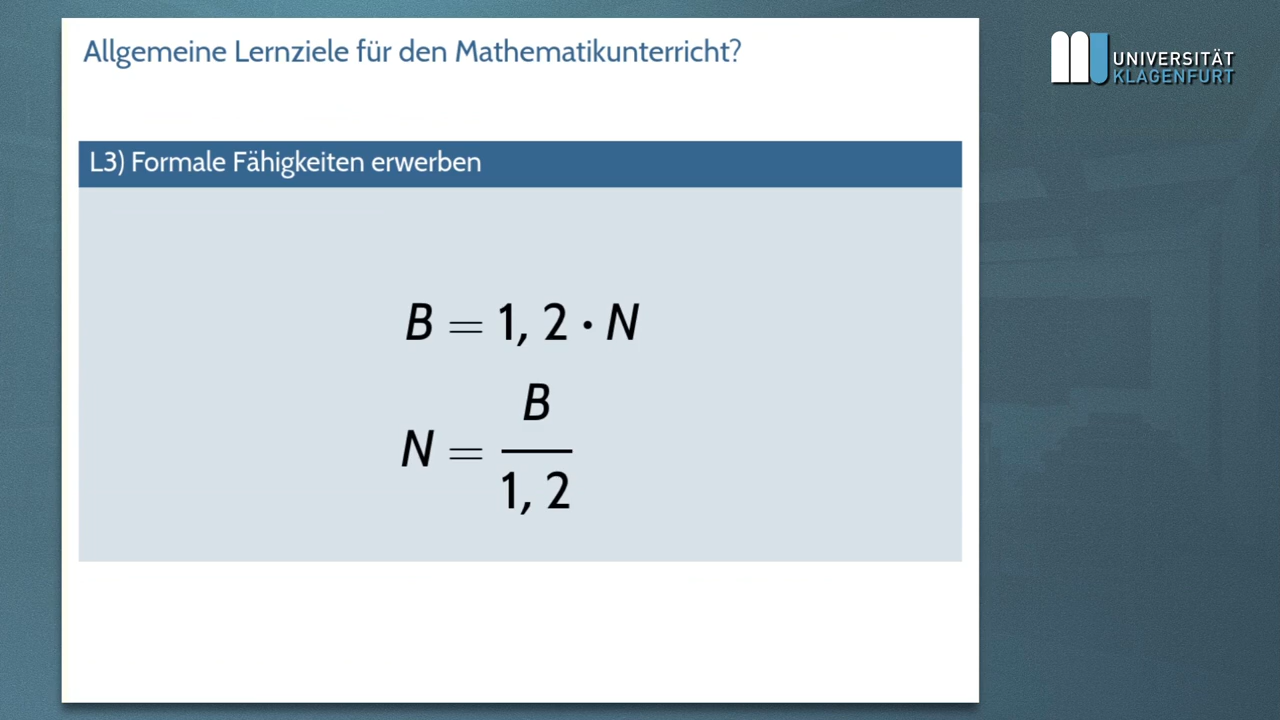 Allgemeine Lernziele für den Mathematikunterricht?
UNIVERSITÄT
KLAGENFURT
L3) Formale Fähigkeiten erwerben
B = 1, 2 · N
N = B / 1, 2